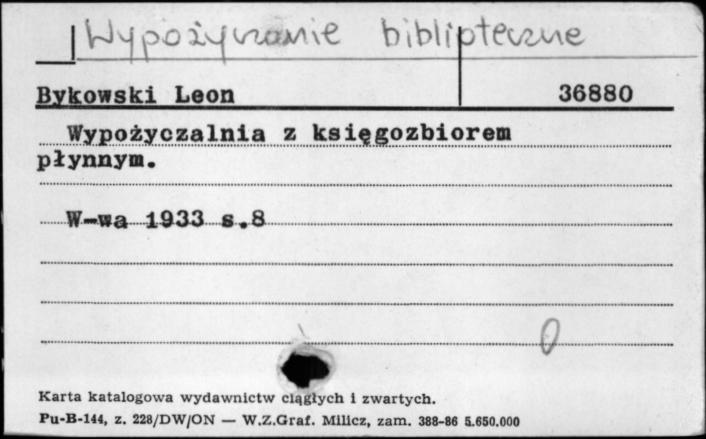 Wypożyczanie biblioteczne
Bykowski Leon 36880
Wypożyczalnia z księgozbiorem
płynnym.
W-wa 1933 s.8
0
Karta katalogowa wydawnictw ciągłych i zwartych.
Pu-B-144, z. 228/DW/ON — W.Z.Graf. Milicz, zam. 388-86 5.650.000